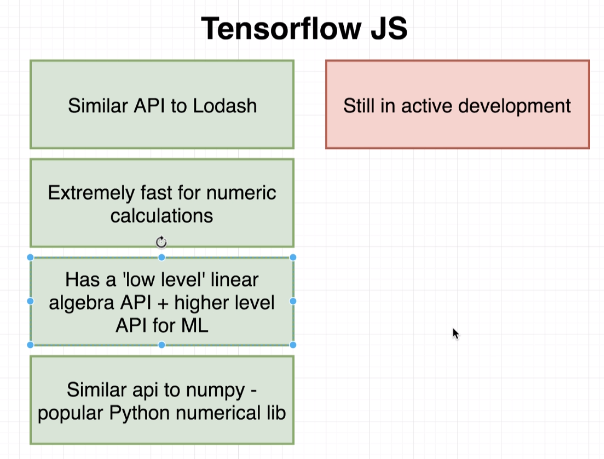 Tensorflow JS
Similar API to Lodash
Still in active development
Extremely fast for numeric
calculations
Has a 'low level' linear
algebra API + higher level
API for ML
Similar api to numpy -
popular Python numerical lib